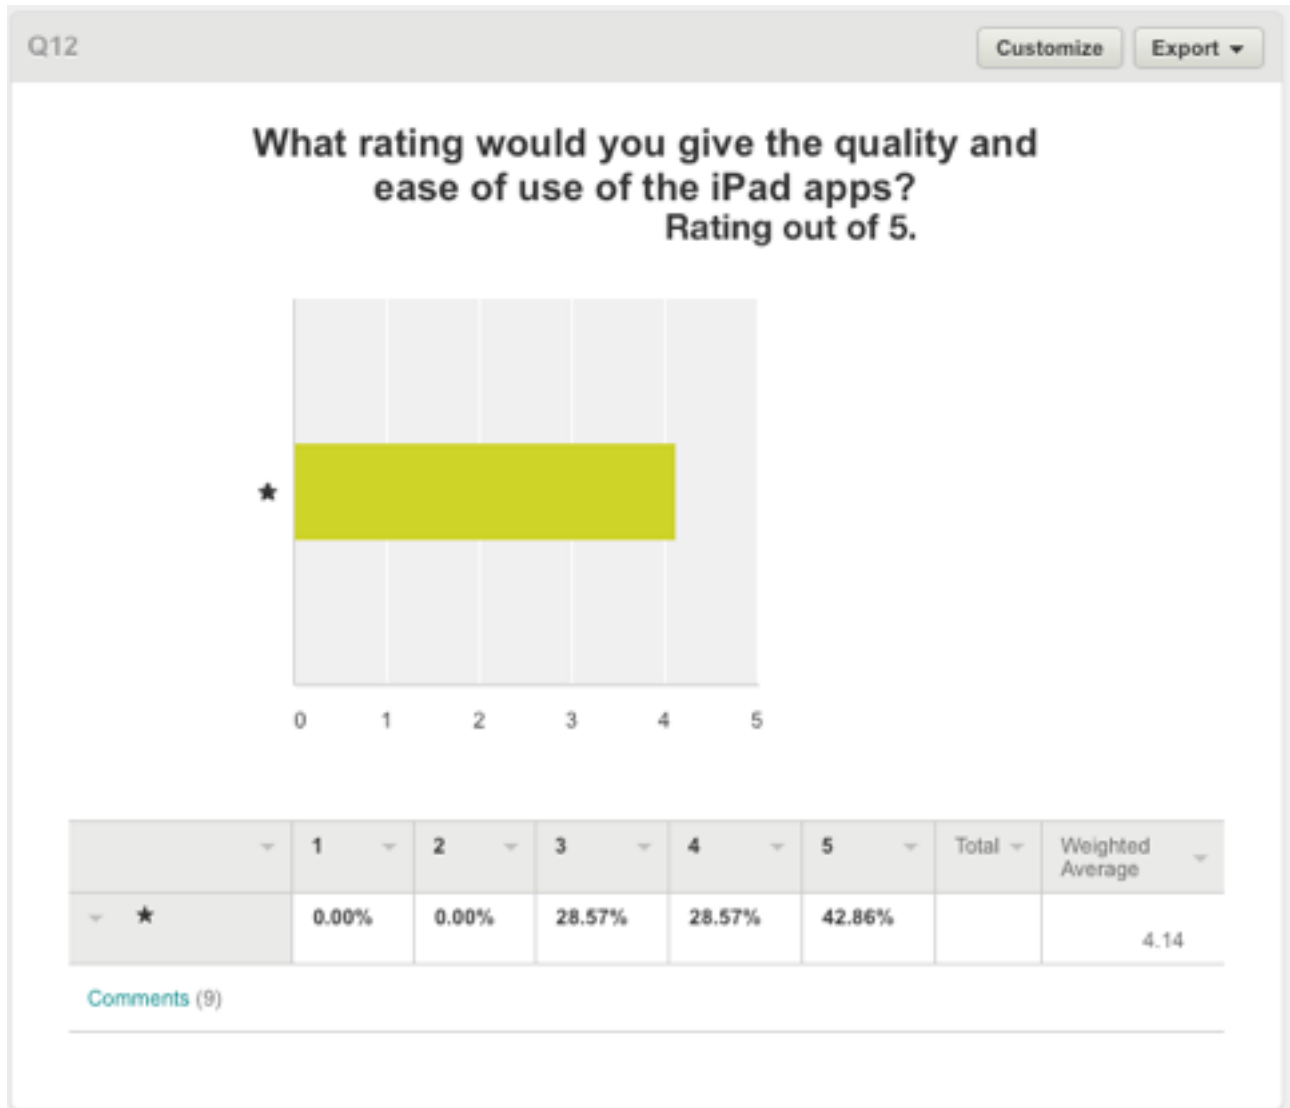 Q12
Customize
Export
What rating would you give the quality and
ease of use of the iPad apps?
Rating out of 5.
★
0 1 2 3 4 5
1 2 3 4 5 Total Weighted
Average
★ 0.00% 0.00% 28.57% 28.57% 42.86%
4.14
Comments (9)